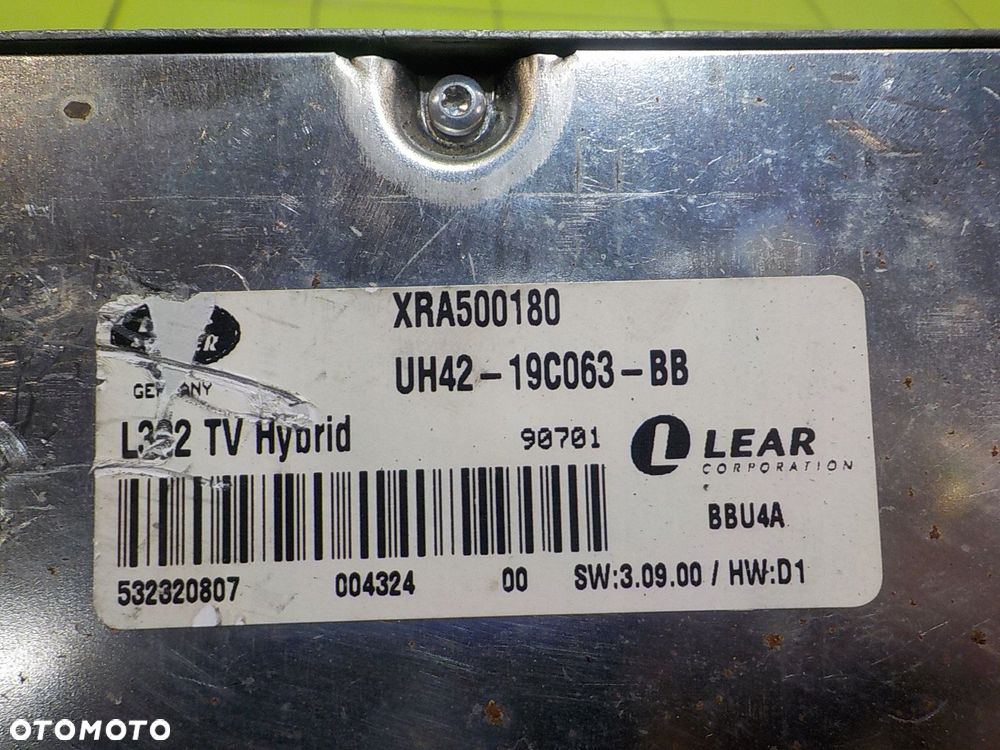 XRA500180
UH42-19C063-BB
GERMANY
L322 TV Hybrid
90701
LEAR
CORPORATION
BBU4A
532320807 004324 00 SW:3.09.00 / HW:D1
OTOMOTO